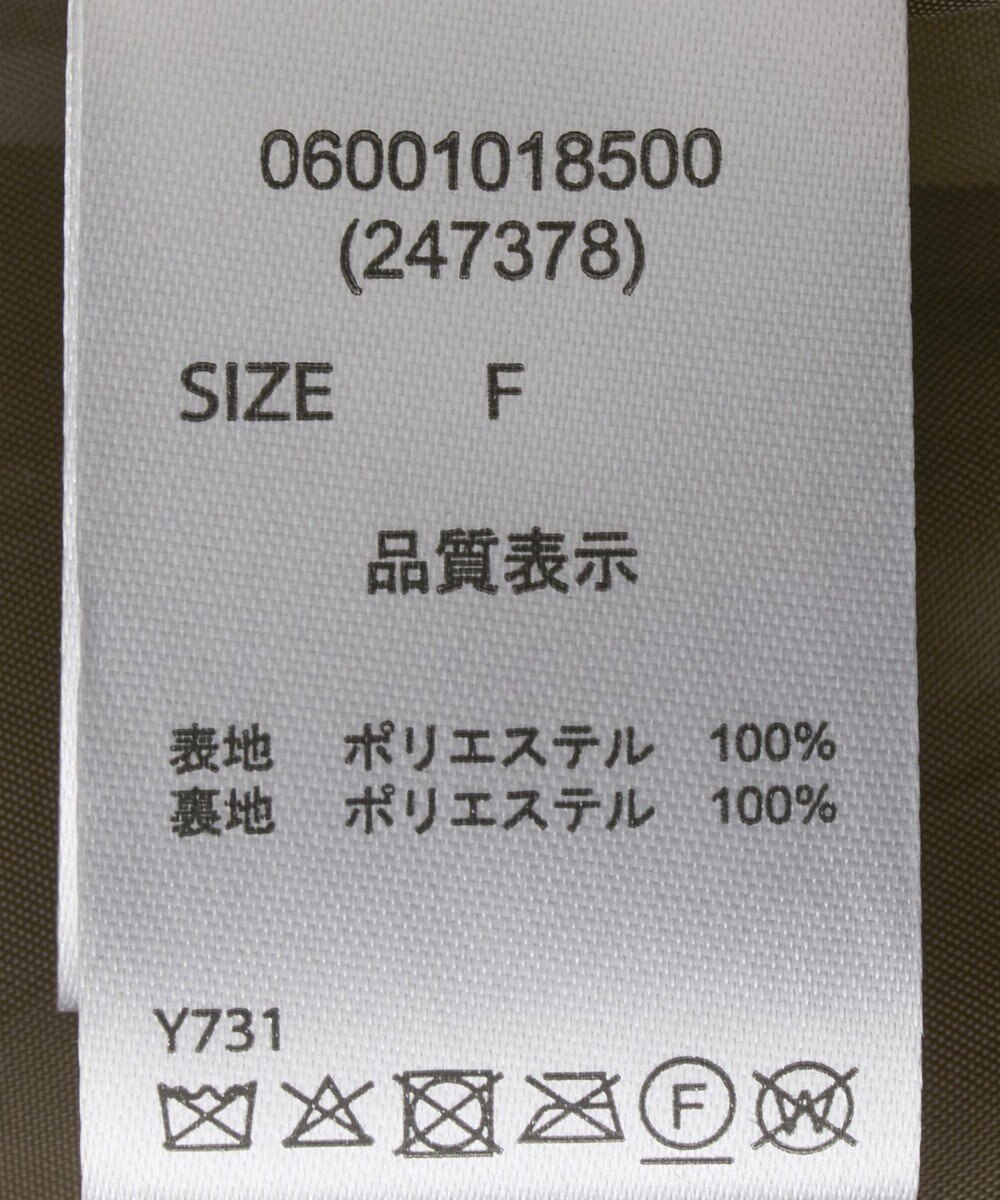 06001018500
(247378)
SIZE F
品質表示
表地 ポリエステル 100%
裏地 ポリエステル 100%
Y731
F W